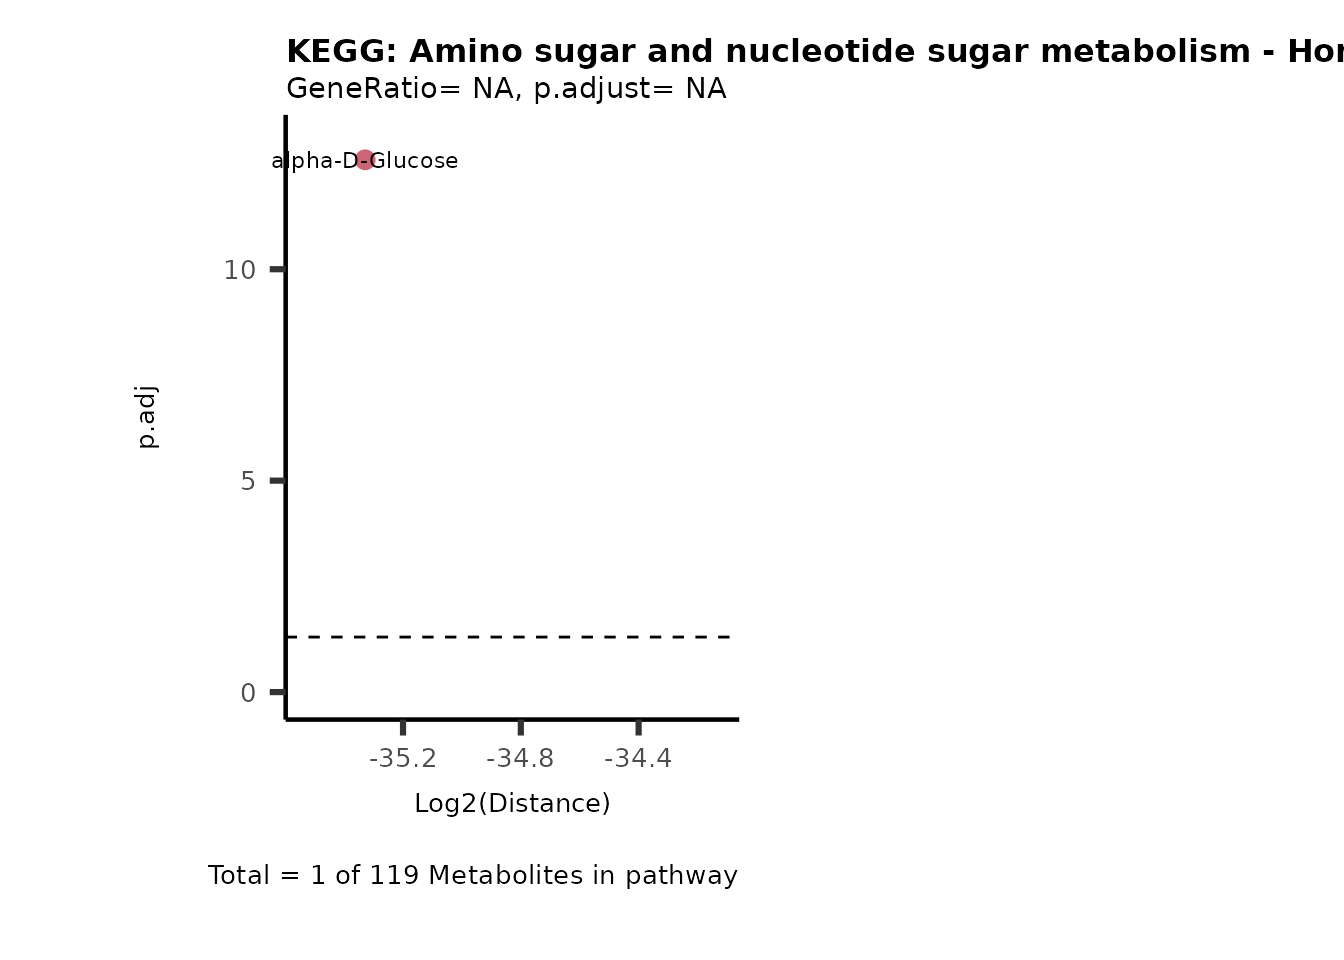 KEGG: Amino sugar and nucleotide sugar metabolism - Hor
GeneRatio= NA, p.adjust= NA
alpha-D-Glucose
10
5
0
p.adj
-35.2 -34.8 -34.4
Log2(Distance)
Total = 1 of 119 Metabolites in pathway